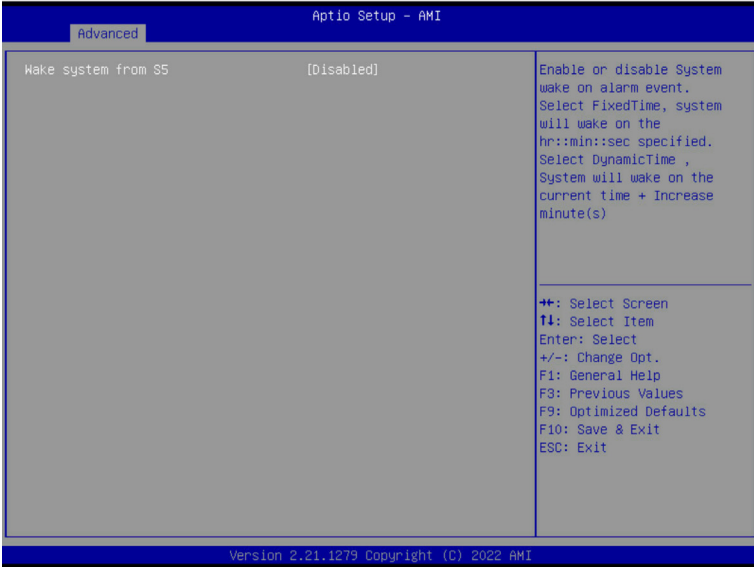 Aptio Setup – AMI
Advanced
Wake system from S5 [Disabled]
Enable or disable System
wake on alarm event.
Select FixedTime, system
will wake on the
hr::min::sec specified.
Select DynamicTime ,
System will wake on the
current time + Increase
minute(s)
→←: Select Screen
↑↓: Select Item
Enter: Select
+/-: Change Opt.
F1: General Help
F3: Previous Values
F9: Optimized Defaults
F10: Save & Exit
ESC: Exit
Version 2.21.1279 Copyright (C) 2022 AMI